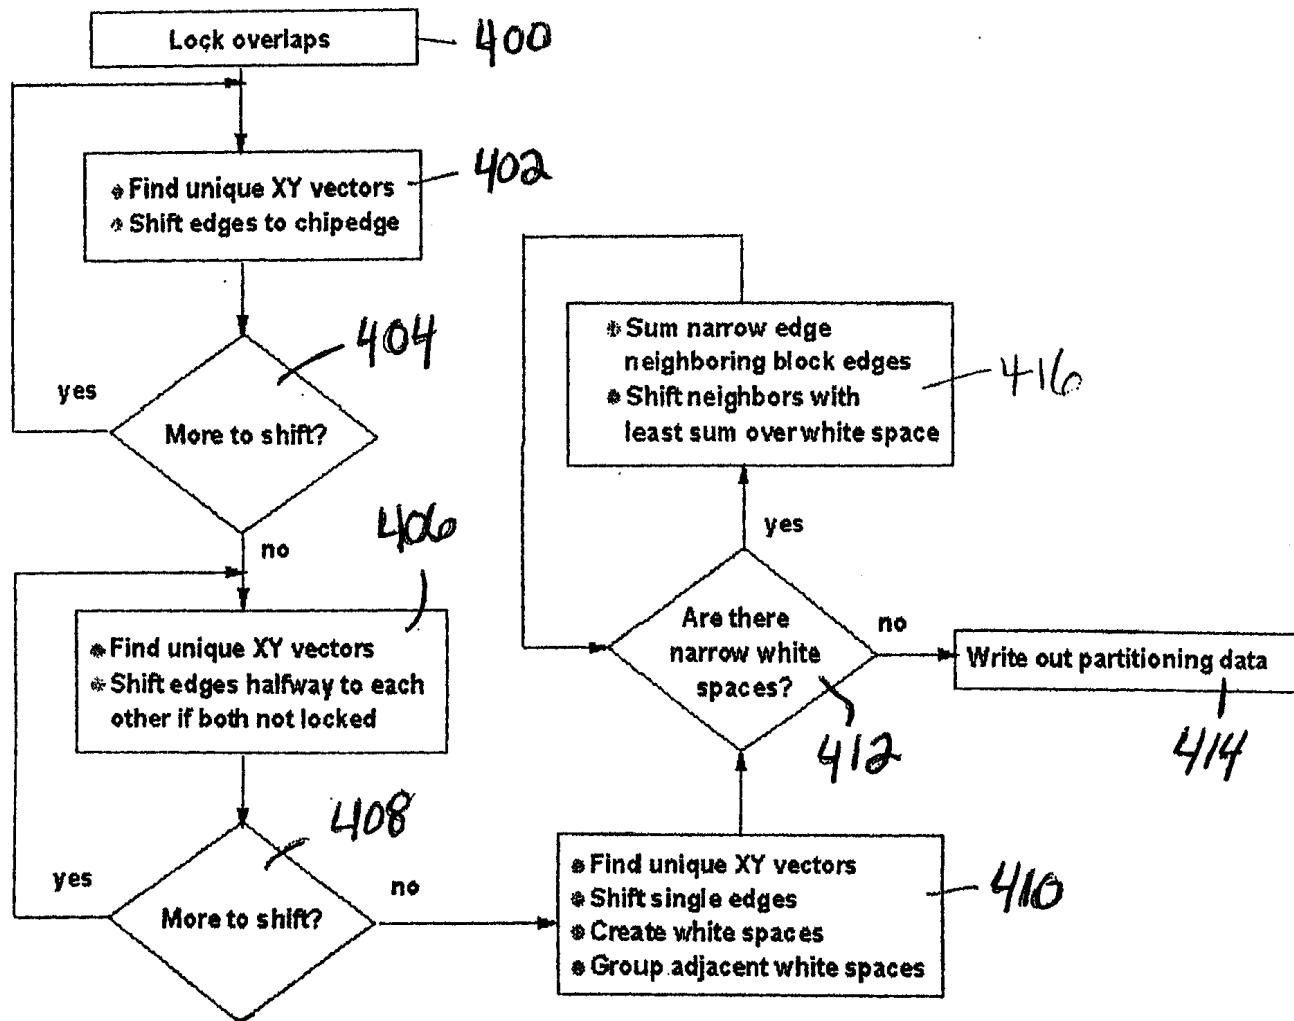 Lock overlaps
400
Find unique XY vectors
Shift edges to chipedge
402
404
yes
More to shift?
no
406
Find unique XY vectors
Shift edges halfway to each
other if both not locked
408
yes
More to shift?
no
Find unique XY vectors
Shift single edges
Create white spaces
Group adjacent white spaces
410
Are there
narrow white
spaces?
412
yes
no
Sum narrow edge
neighboring block edges
Shift neighbors with
least sum over white space
416
Write out partitioning data
414